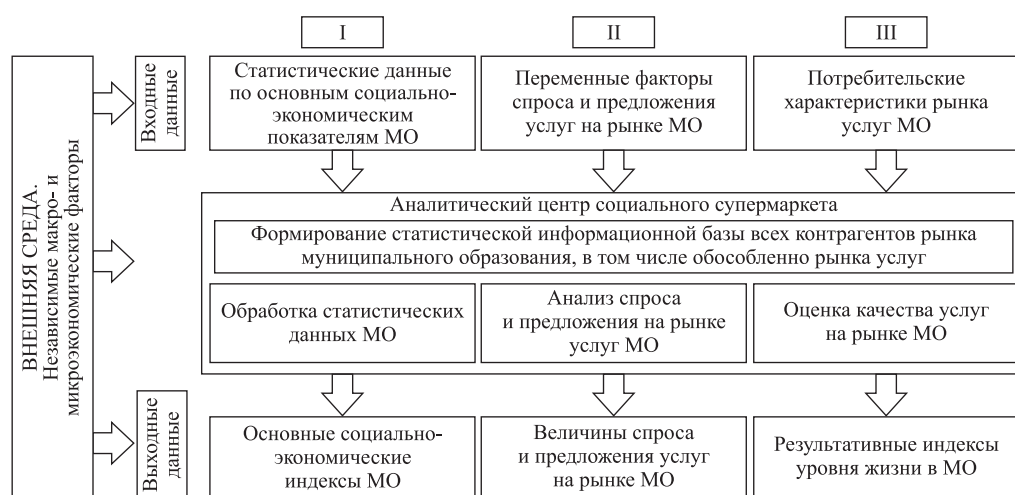 I
II
III
ВНЕШНЯЯ СРЕДА.
Независимые макро- и
микроэкономические факторы
Входные
данные
Статистические данные
по основным социально-
экономическим
показателям МО
Переменные факторы
спроса и предложения
услуг на рынке МО
Потребительские
характеристики рынка
услуг МО
Аналитический центр социального супермаркета
Формирование статистической информационной базы всех контрагентов рынка
муниципального образования, в том числе обособленно рынка услуг
Обработка статистических
данных МО
Анализ спроса
и предложения на рынке
услуг МО
Оценка качества услуг
на рынке МО
Выходные
данные
Основные социально-
экономические
индексы МО
Величины спроса
и предложения услуг
на рынке МО
Результативные индексы
уровня жизни в МО